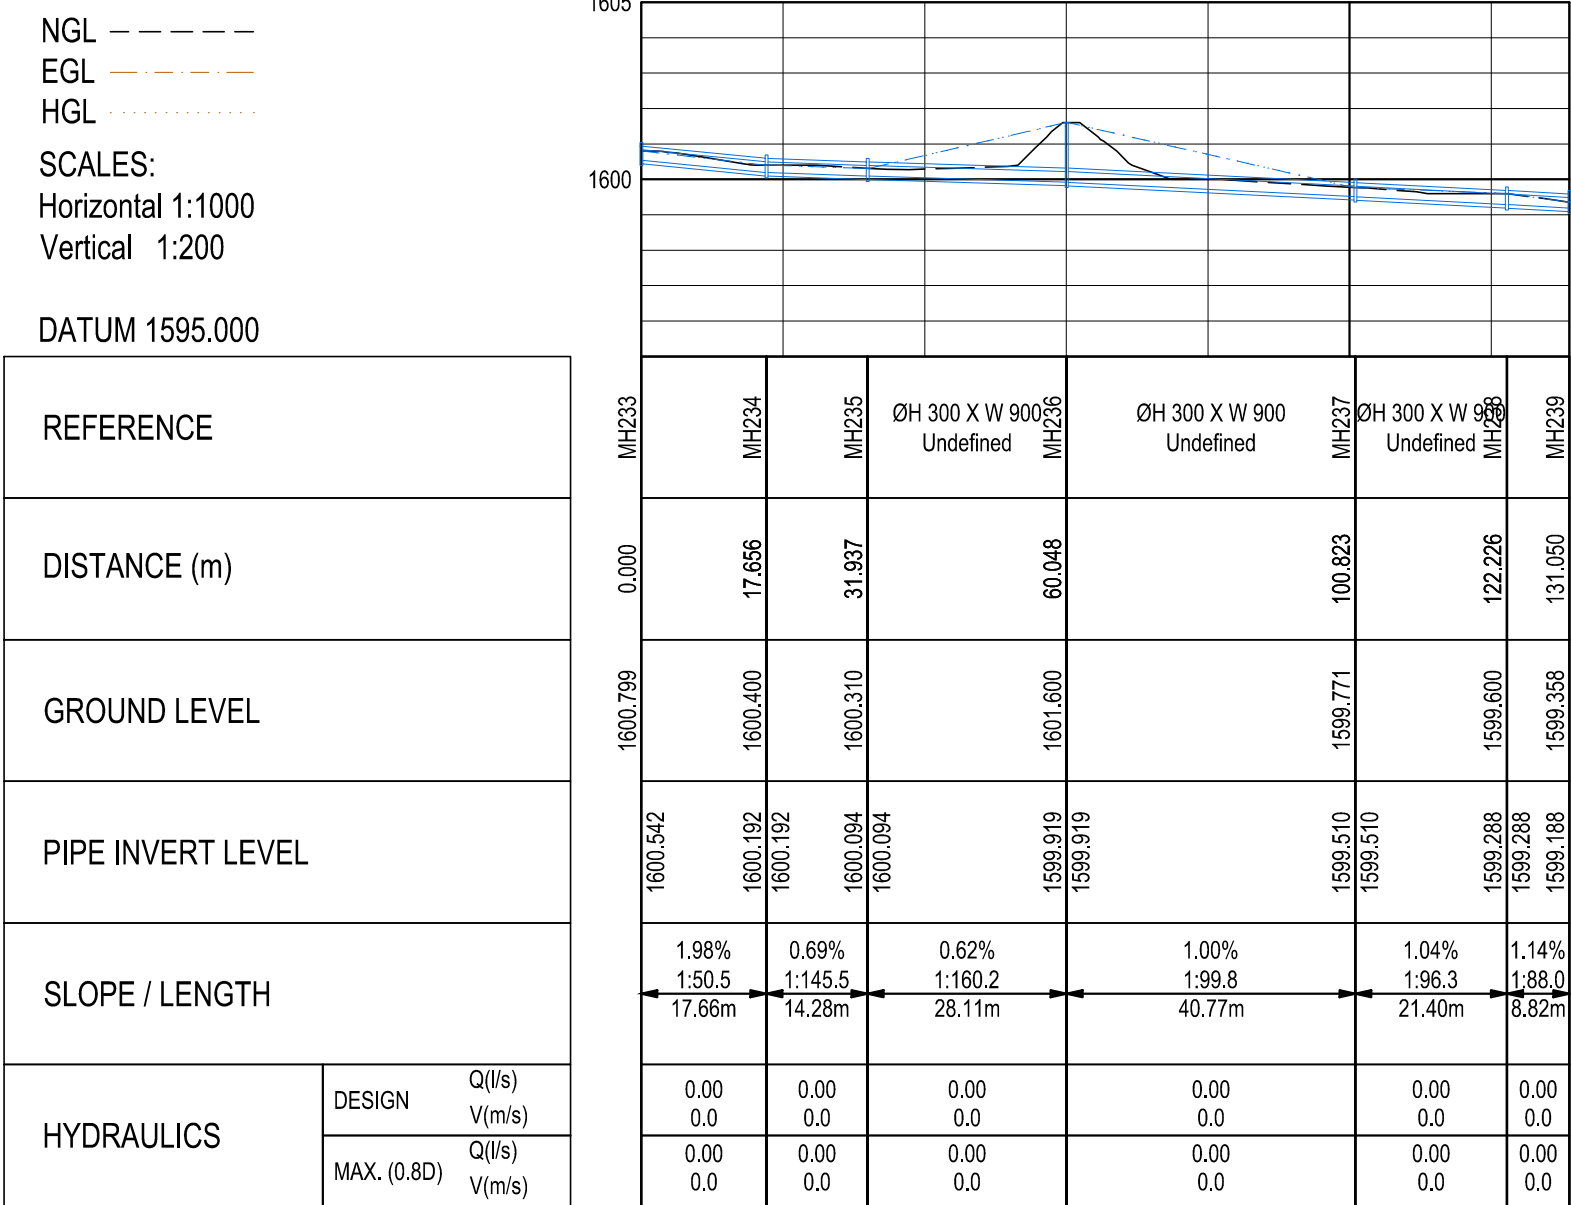 1605
NGL
EGL
HGL
SCALES:
Horizontal 1:1000
Vertical 1:200
1600
DATUM 1595.000
REFERENCE
MH233
MH234
MH235
ØH 300 X W 900
Undefined
MH236
ØH 300 X W 900
Undefined
MH237
ØH 300 X W 900
Undefined
MH238
MH239
DISTANCE (m)
0.000
17.656
31.937
60.048
100.823
122.226
131.050
GROUND LEVEL
1600.799
1600.400
1600.310
1601.600
1599.771
1599.600
1599.358
PIPE INVERT LEVEL
1600.542
1600.192
1600.192
1600.094
1600.094
1599.919
1599.919
1599.510
1599.510
1599.288
1599.288
1599.188
SLOPE / LENGTH
1.98% 0.69% 0.62% 1.00% 1.04% 1.14%
1:50.5 1:145.5 1:160.2 1:99.8 1:96.3 1:88.0
17.66m 14.28m 28.11m 40.77m 21.40m 8.82m
HYDRAULICS
DESIGN
Q(l/s) 0.00 0.00 0.00 0.00 0.00 0.00
V(m/s) 0.0 0.0 0.0 0.0 0.0 0.0
MAX. (0.8D)
Q(l/s) 0.00 0.00 0.00 0.00 0.00 0.00
V(m/s) 0.0 0.0 0.0 0.0 0.0 0.0